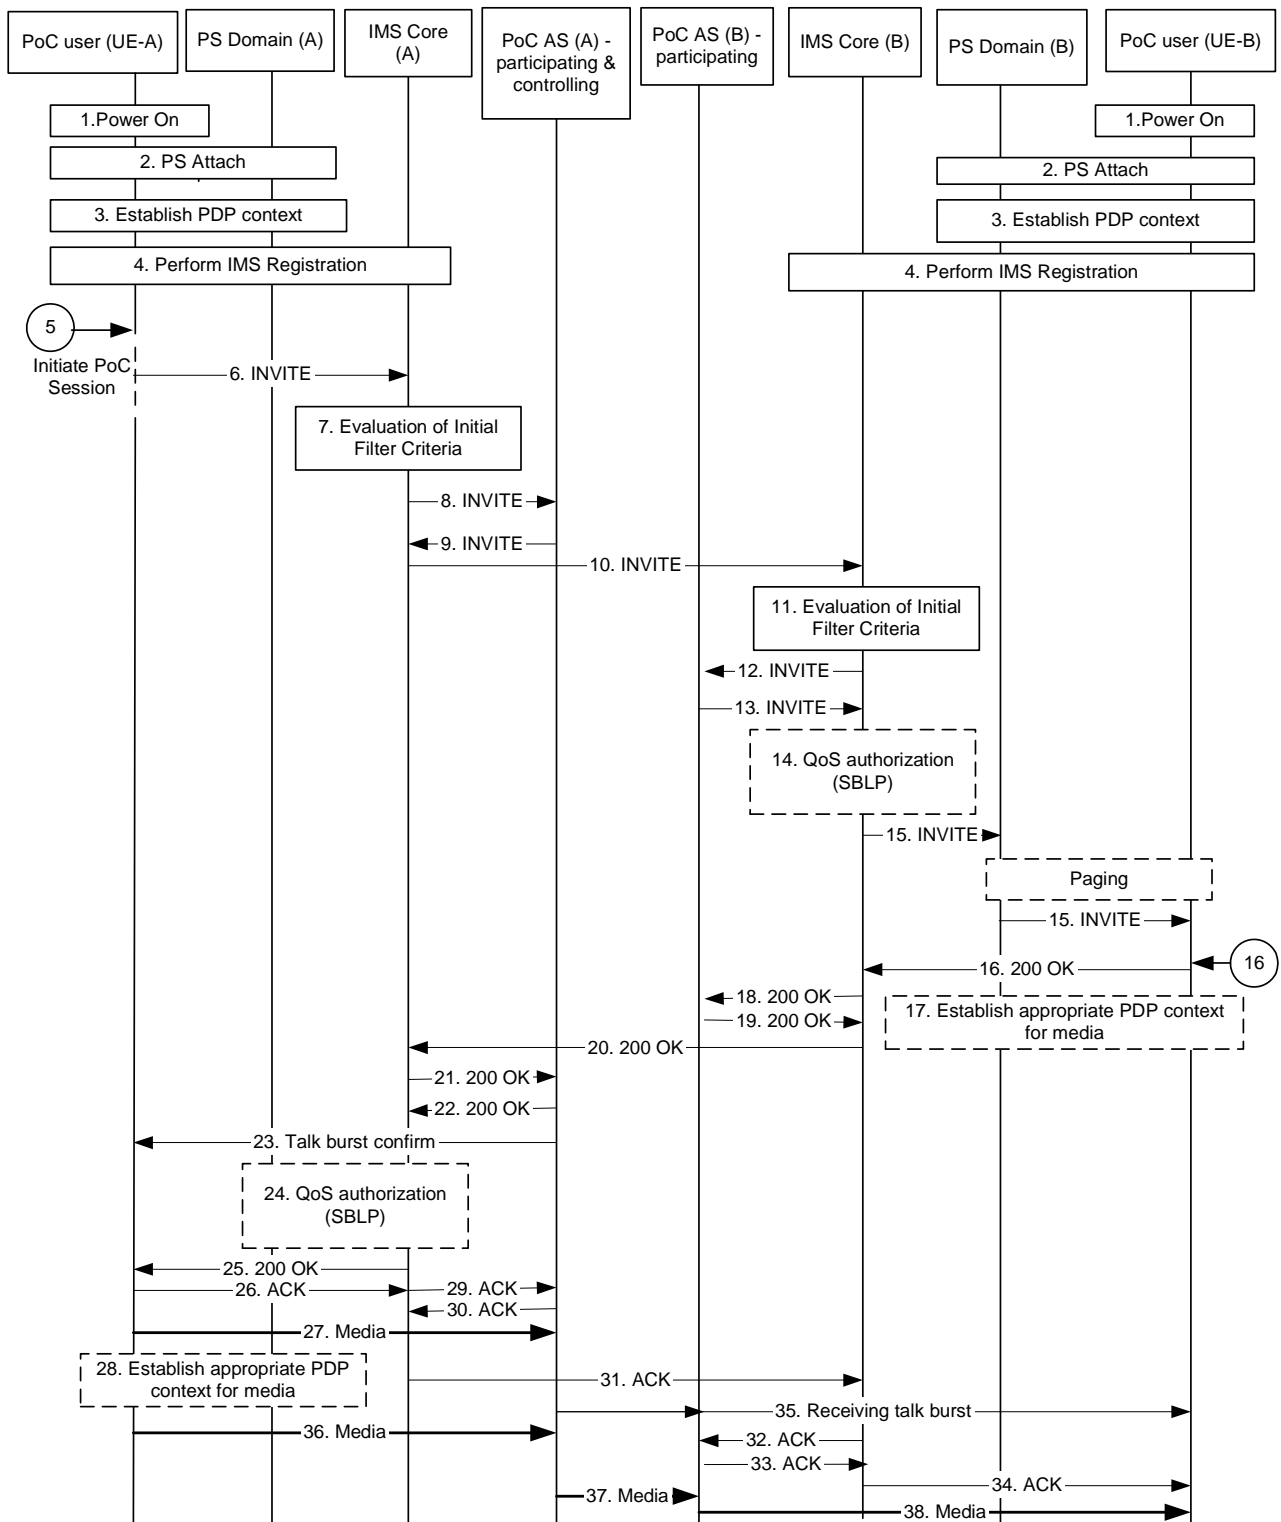 PoC user (UE-A)
PS Domain (A)
IMS Core
(A)
PoC AS (A) -
participating &
controlling
PoC AS (B) -
participating
IMS Core (B)
PS Domain (B)
PoC user (UE-B)
1.Power On
1.Power On
2. PS Attach
2. PS Attach
3. Establish PDP context
3. Establish PDP context
4. Perform IMS Registration
4. Perform IMS Registration
5
Initiate PoC
Session
6. INVITE
7. Evaluation of Initial
Filter Criteria
8. INVITE
9. INVITE
10. INVITE
11. Evaluation of Initial
Filter Criteria
12. INVITE
13. INVITE
14. QoS authorization
(SBLP)
15. INVITE
Paging
15. INVITE
16
16. 200 OK
18. 200 OK
17. Establish appropriate PDP context
for media
19. 200 OK
20. 200 OK
21. 200 OK
22. 200 OK
23. Talk burst confirm
24. QoS authorization
(SBLP)
25. 200 OK
26. ACK
29. ACK
30. ACK
27. Media
28. Establish appropriate PDP
context for media
31. ACK
35. Receiving talk burst
36. Media
32. ACK
33. ACK
34. ACK
37. Media
38. Media